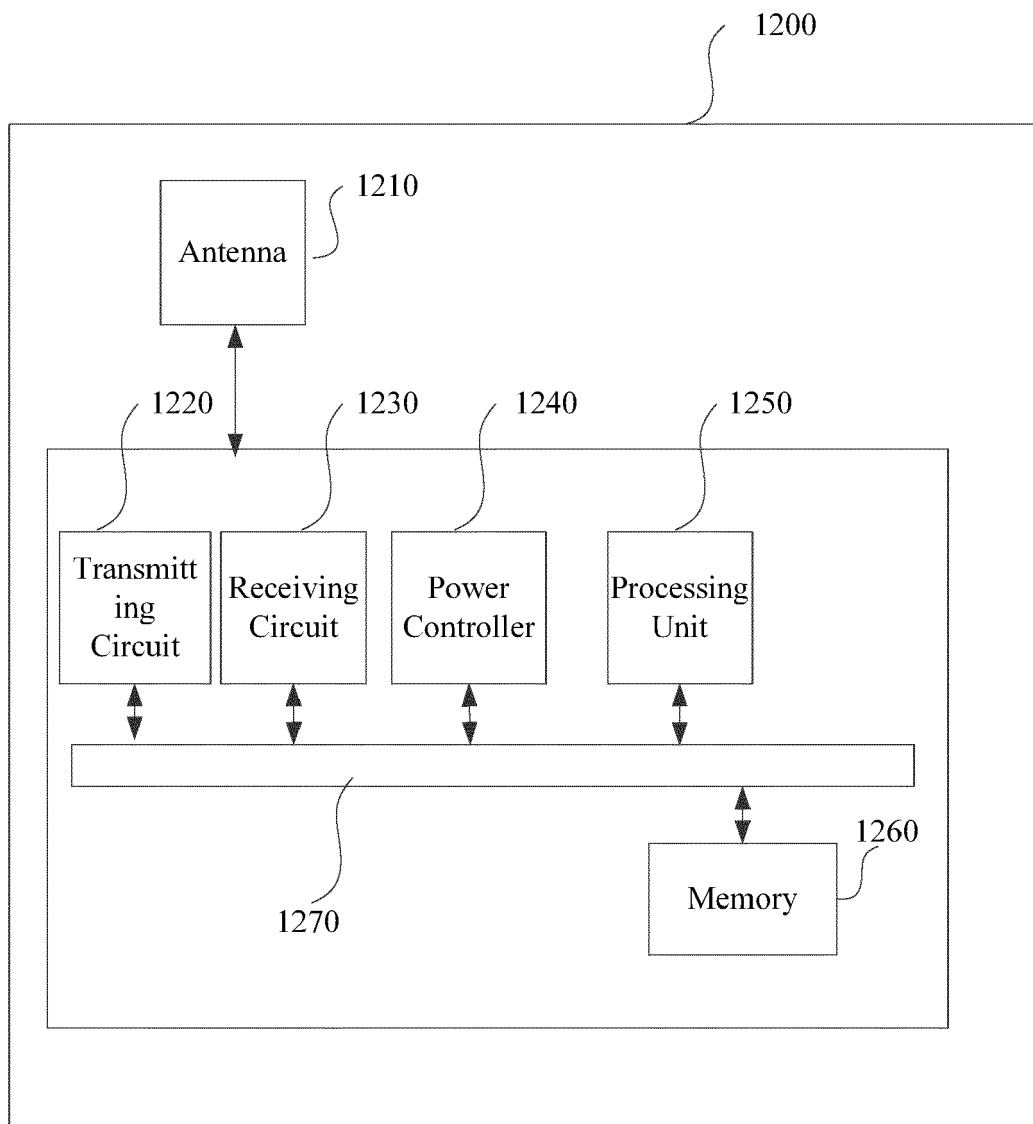 1200
1210
Antenna
1220
1230
1240
1250
Transmitt
ing
Circuit
Receiving
Circuit
Power
Controller
Processing
Unit
1260
Memory
1270